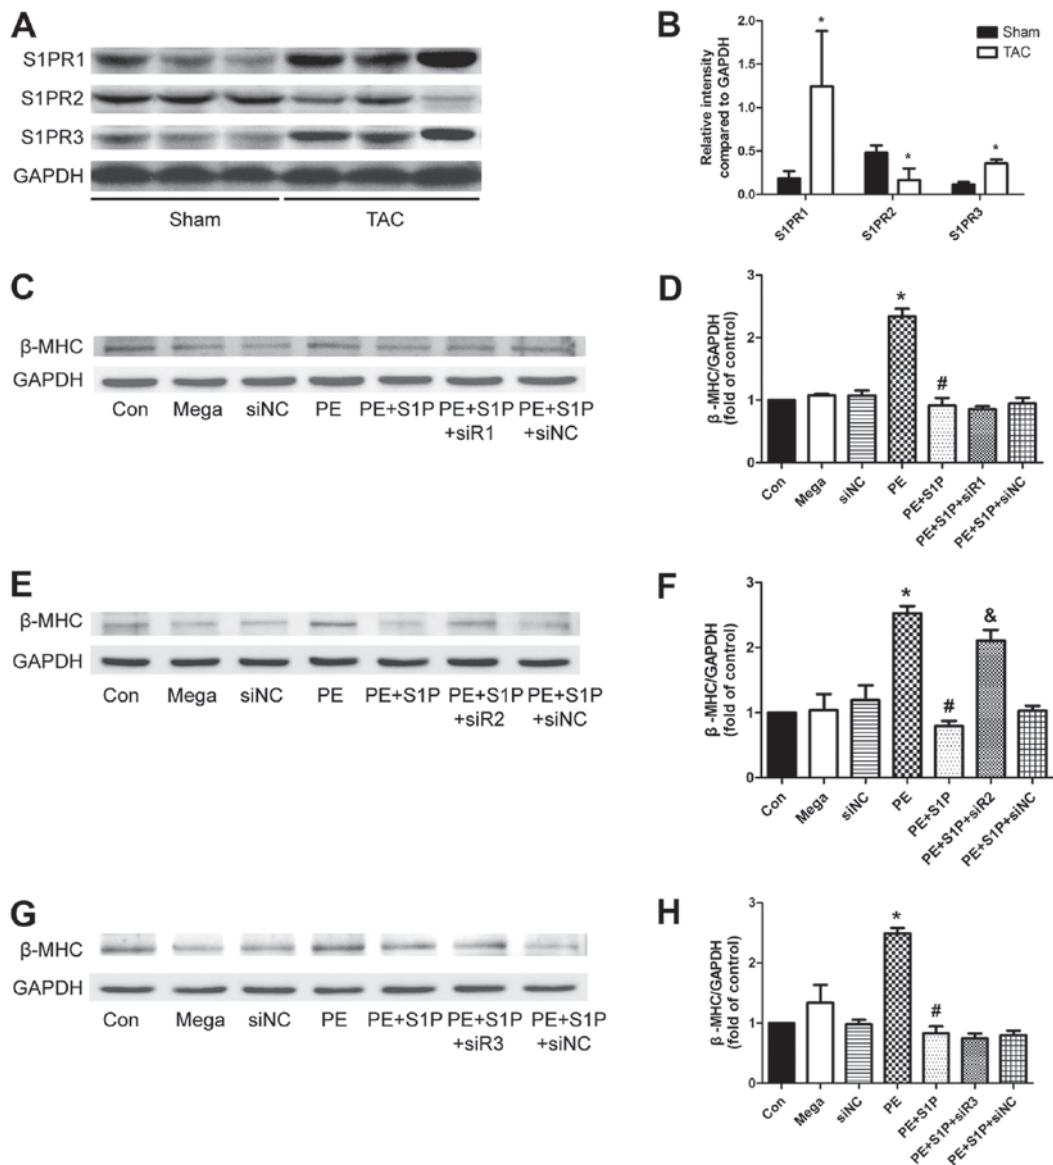 A
S1PR1
S1PR2
S1PR3
GAPDH
Sham
TAC
B
Relative intensity
compared to GAPDH
2.0
1.5
1.0
0.5
0.0
*
*
*
Sham
TAC
S1PR1
S1PR2
S1PR3
C
β-MHC
GAPDH
Con Mega siNC PE PE+S1P PE+S1P PE+S1P
+siR1 +siNC
D
β -MHC/GAPDH
(fold of control)
3
2
1
0
*
#
Con
Mega
siNC
PE
PE+S1P
PE+S1P+siR1
PE+S1P+siNC
E
β-MHC
GAPDH
Con Mega siNC PE PE+S1P PE+S1P PE+S1P
+siR2 +siNC
F
β -MHC/GAPDH
(fold of control)
3
2
1
0
*
#
&
Con
Mega
siNC
PE
PE+S1P
PE+S1P+siR2
PE+S1P+siNC
G
β-MHC
GAPDH
Con Mega siNC PE PE+S1P PE+S1P PE+S1P
+siR3 +siNC
H
β -MHC/GAPDH
(fold of control)
3
2
1
0
*
#
Con
Mega
siNC
PE
PE+S1P
PE+S1P+siR3
PE+S1P+siNC